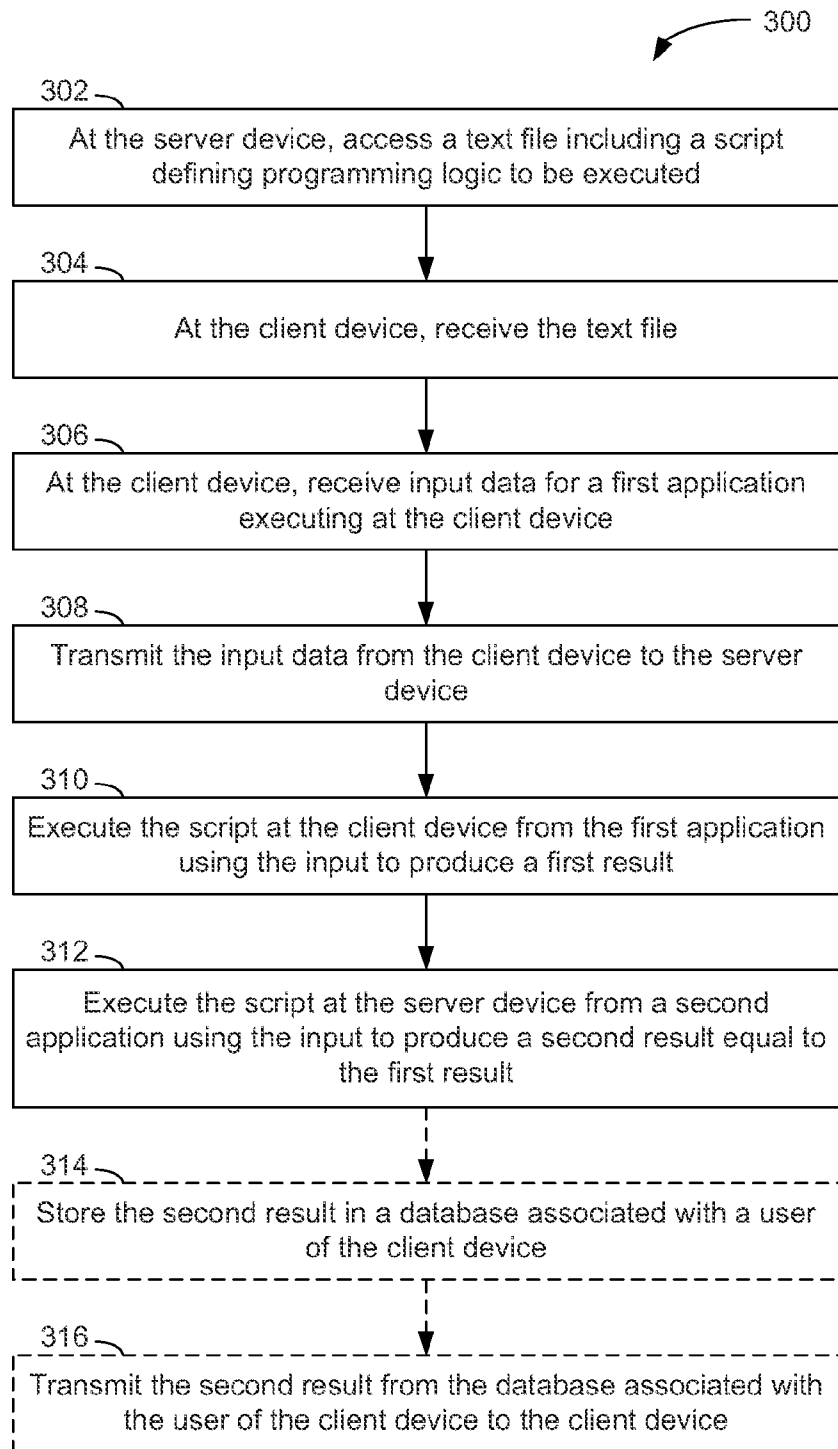 300
302
At the server device, access a text file including a script
defining programming logic to be executed
304
At the client device, receive the text file
306
At the client device, receive input data for a first application
executing at the client device
308
Transmit the input data from the client device to the server
device
310
Execute the script at the client device from the first application
using the input to produce a first result
312
Execute the script at the server device from a second
application using the input to produce a second result equal to
the first result
314
Store the second result in a database associated with a user
of the client device
316
Transmit the second result from the database associated with
the user of the client device to the client device